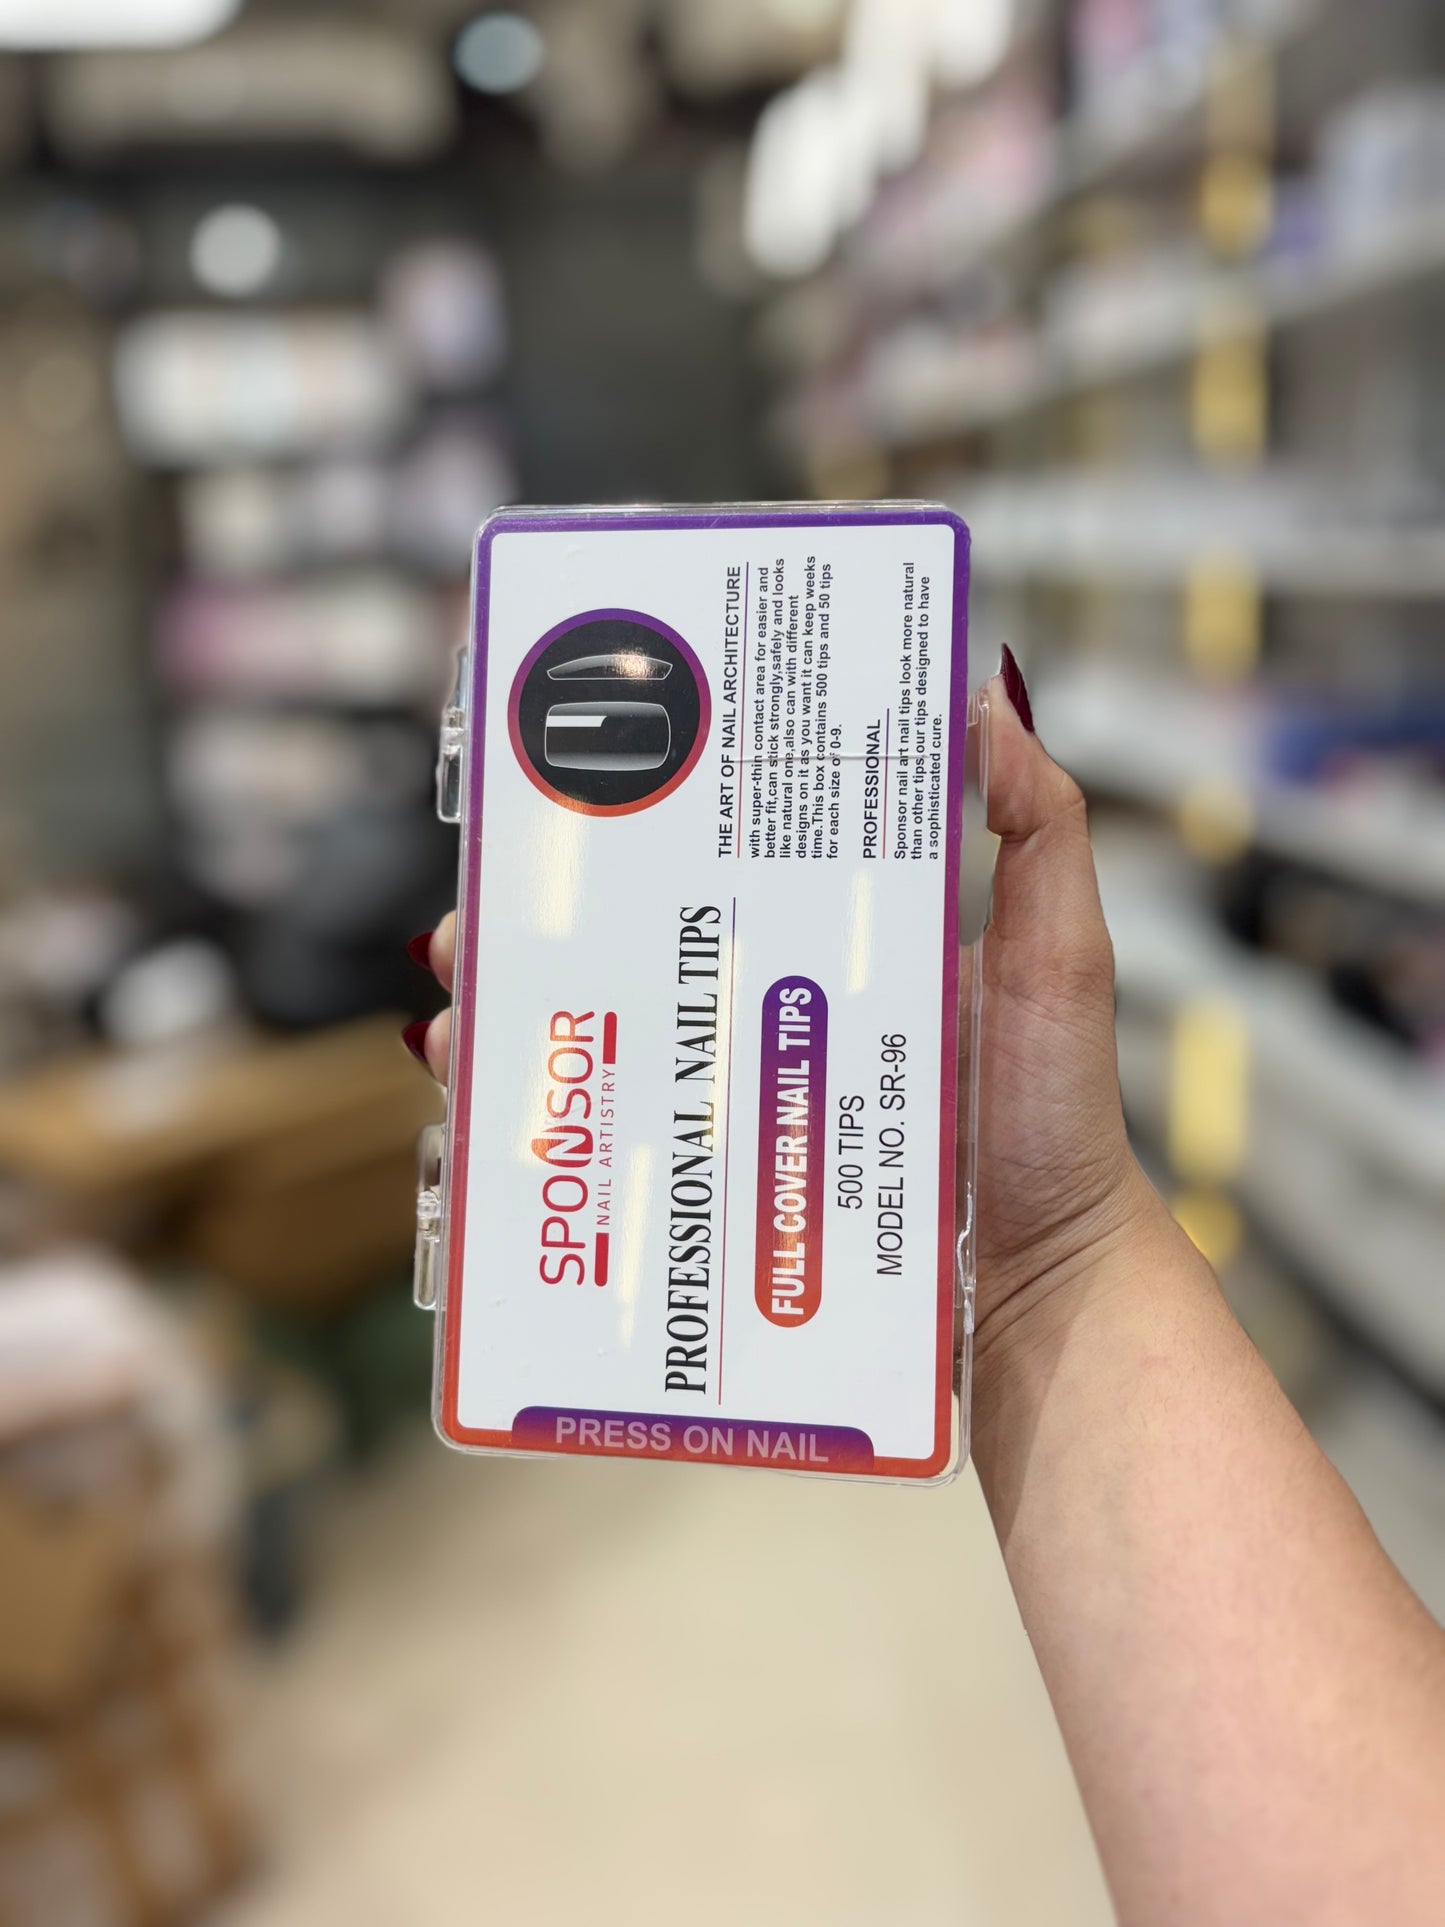 SPONSOR
NAIL ARTISTRY
PROFESSIONAL NAIL TIPS
FULL COVER NAIL TIPS
500 TIPS
MODEL NO. SR-96
THE ART OF NAIL ARCHITECTURE
with super-thin contact area for easier and
better fit,can stick strongly,safely and looks
like natural one,also can with different
designs on it as you want it can keep weeks
time.This box contains 500 tips and 50 tips
for each size of 0-9.
PROFESSIONAL
Sponsor nail art nail tips look more natural
than other tips,our tips designed to have
a sophisticated cure.
PRESS ON NAIL